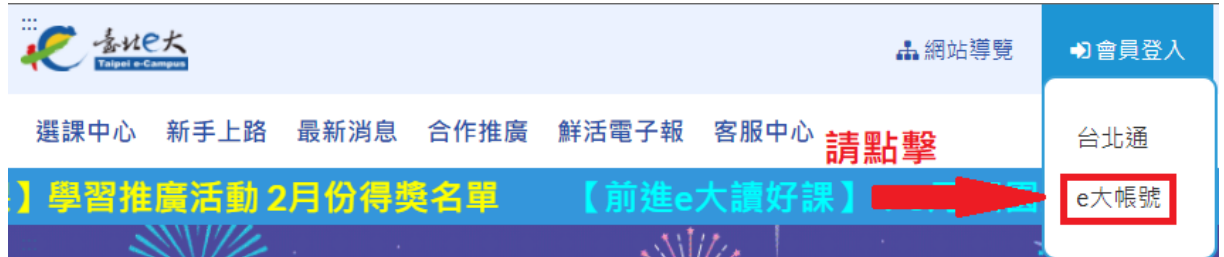 臺北e大
Taipei e-Campus
網站導覽
會員登入
選課中心 新手上路 最新消息 合作推廣 鮮活電子報 客服中心
請點擊
台北通
】學習推廣活動 2月份得獎名單 【前進e大讀好課】
e大帳號